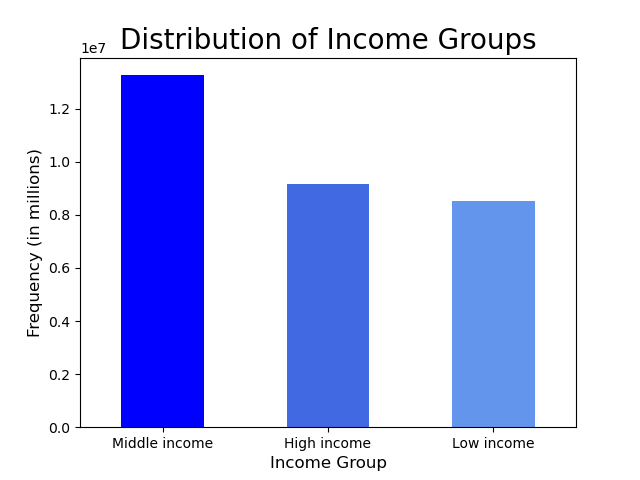 Distribution of Income Groups
1e7
1.2
1.0
0.8
0.6
0.4
0.2
0.0
Frequency (in millions)
Middle income
High income
Low income
Income Group